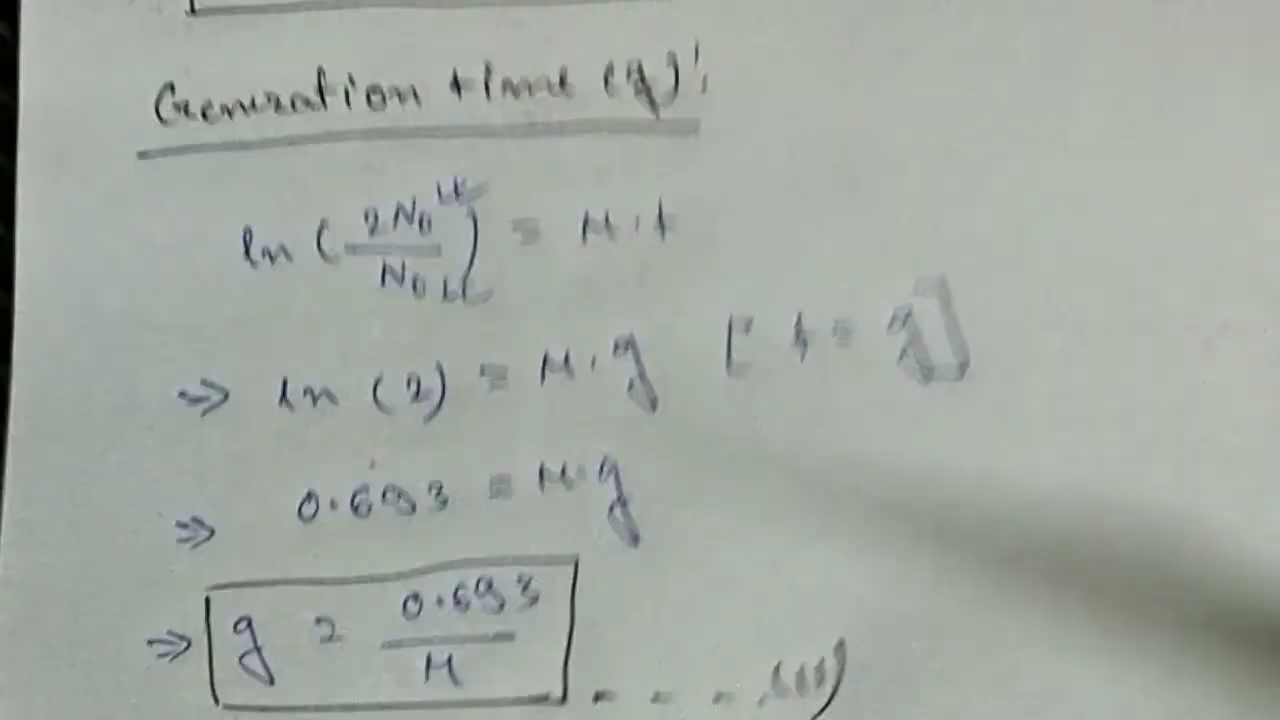 Generation time (g):
ln (2N0/N0) = μ.t
⇒ ln (2) = μ.g [t = g]
⇒ 0.693 = μ.g
⇒ g = 0.693/μ - - - (iii)